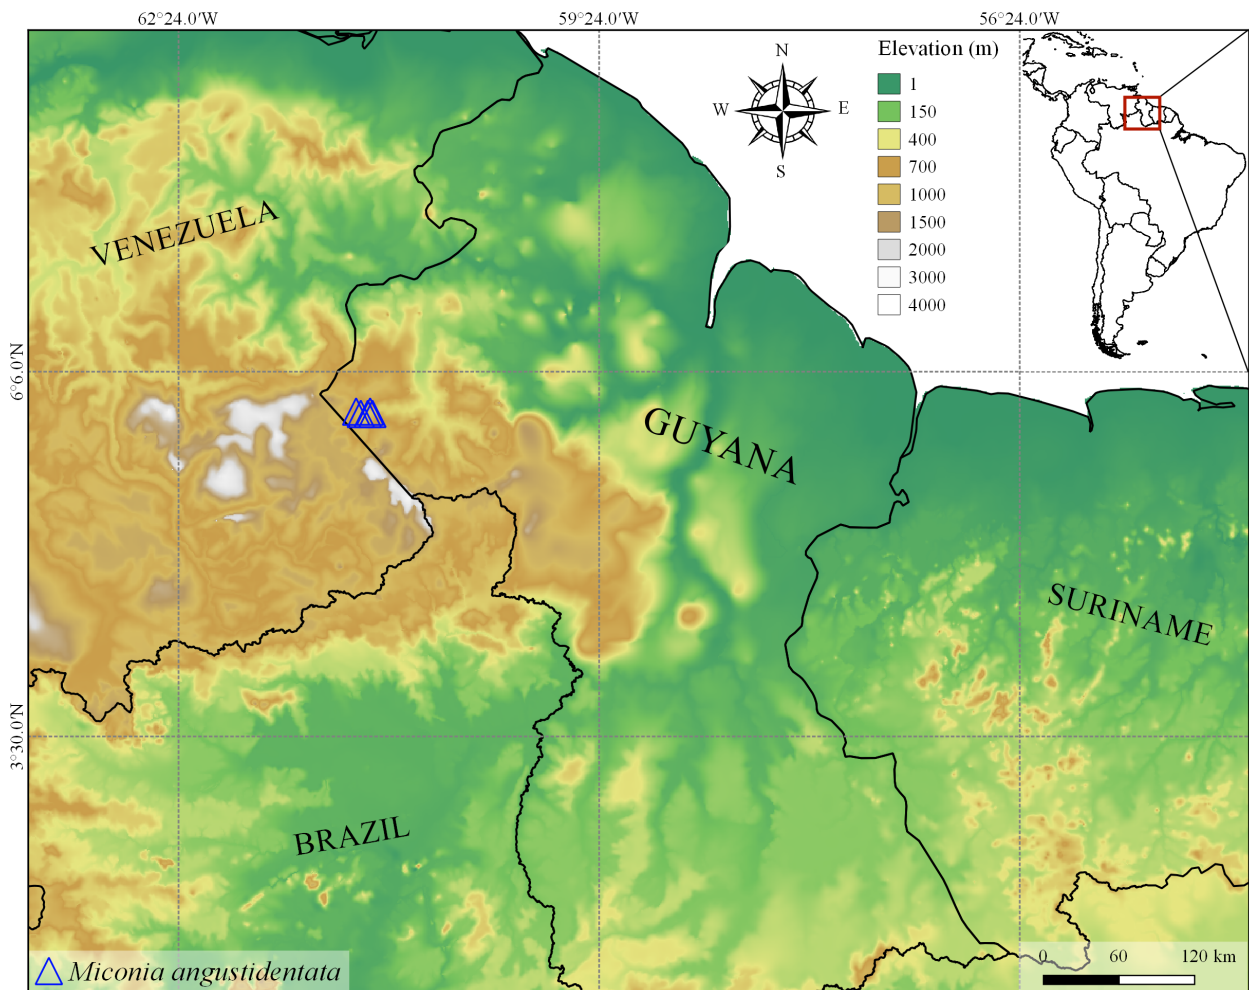 62°24.0'W
59°24.0'W
56°24.0'W
6°6.0'N
3°30.0'N
N
W
E
S
Elevation (m)
1
150
400
700
1000
1500
2000
3000
4000
VENEZUELA
GUYANA
SURINAME
BRAZIL
Miconia angustidentata
0 60 120 km